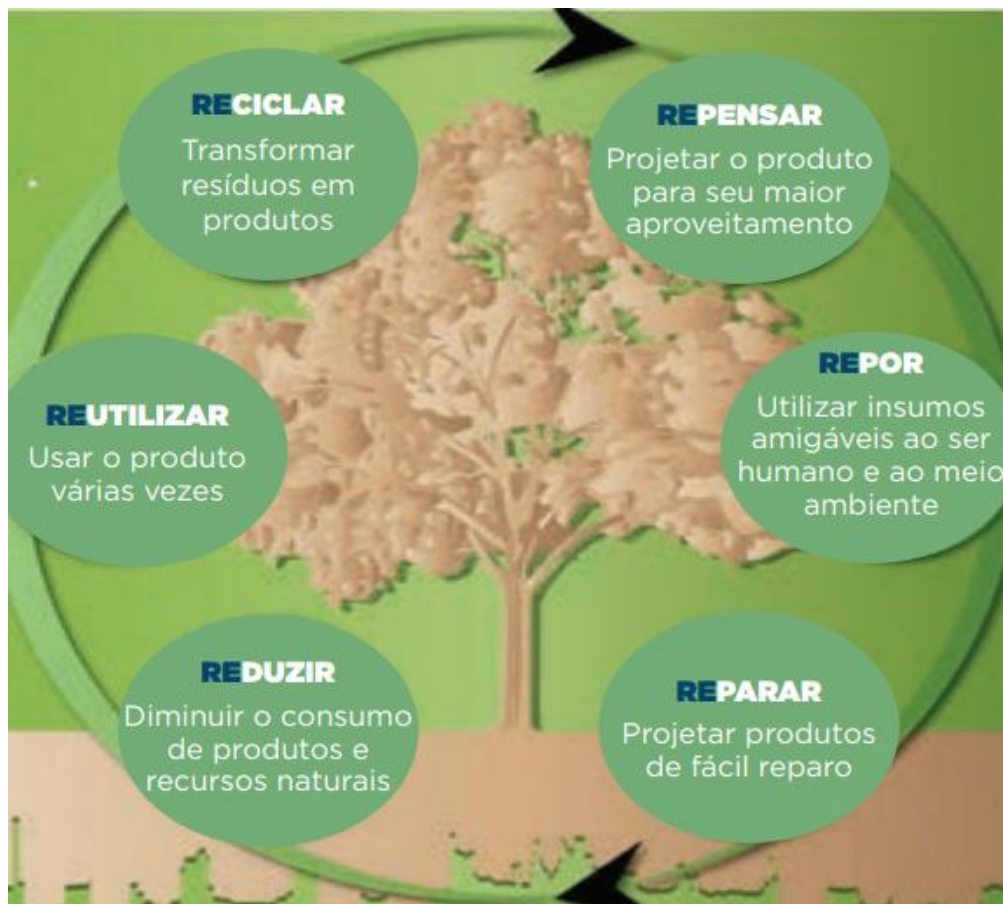 RECICLAR
Transformar
resíduos em
produtos
REPENSAR
Projetar o produto
para seu maior
aproveitamento
REPOR
Utilizar insumos
amigáveis ao ser
humano e ao meio
ambiente
REPARAR
Projetar produtos
de fácil reparo
REDUZIR
Diminuir o consumo
de produtos e
recursos naturais
REUTILIZAR
Usar o produto
várias vezes